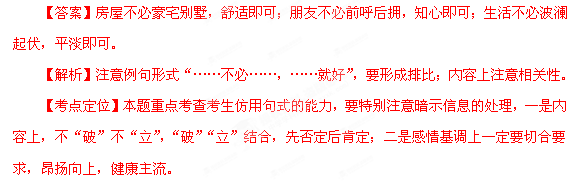 【答案】房屋不必豪宅别墅，舒适即可；朋友不必前呼后拥，知心即可；生活不必波澜
起伏，平淡即可。
【解析】注意例句形式“……不必……，……就好”，要形成排比；内容上注意相关性。
【考点定位】本题重点考查考生仿用句式的能力，要特别注意暗示信息的处理，一是内
容上，不“破”不“立”，“破”“立”结合，先否定后肯定；二是感情基调上一定要切合要
求，昂扬向上，健康主流。